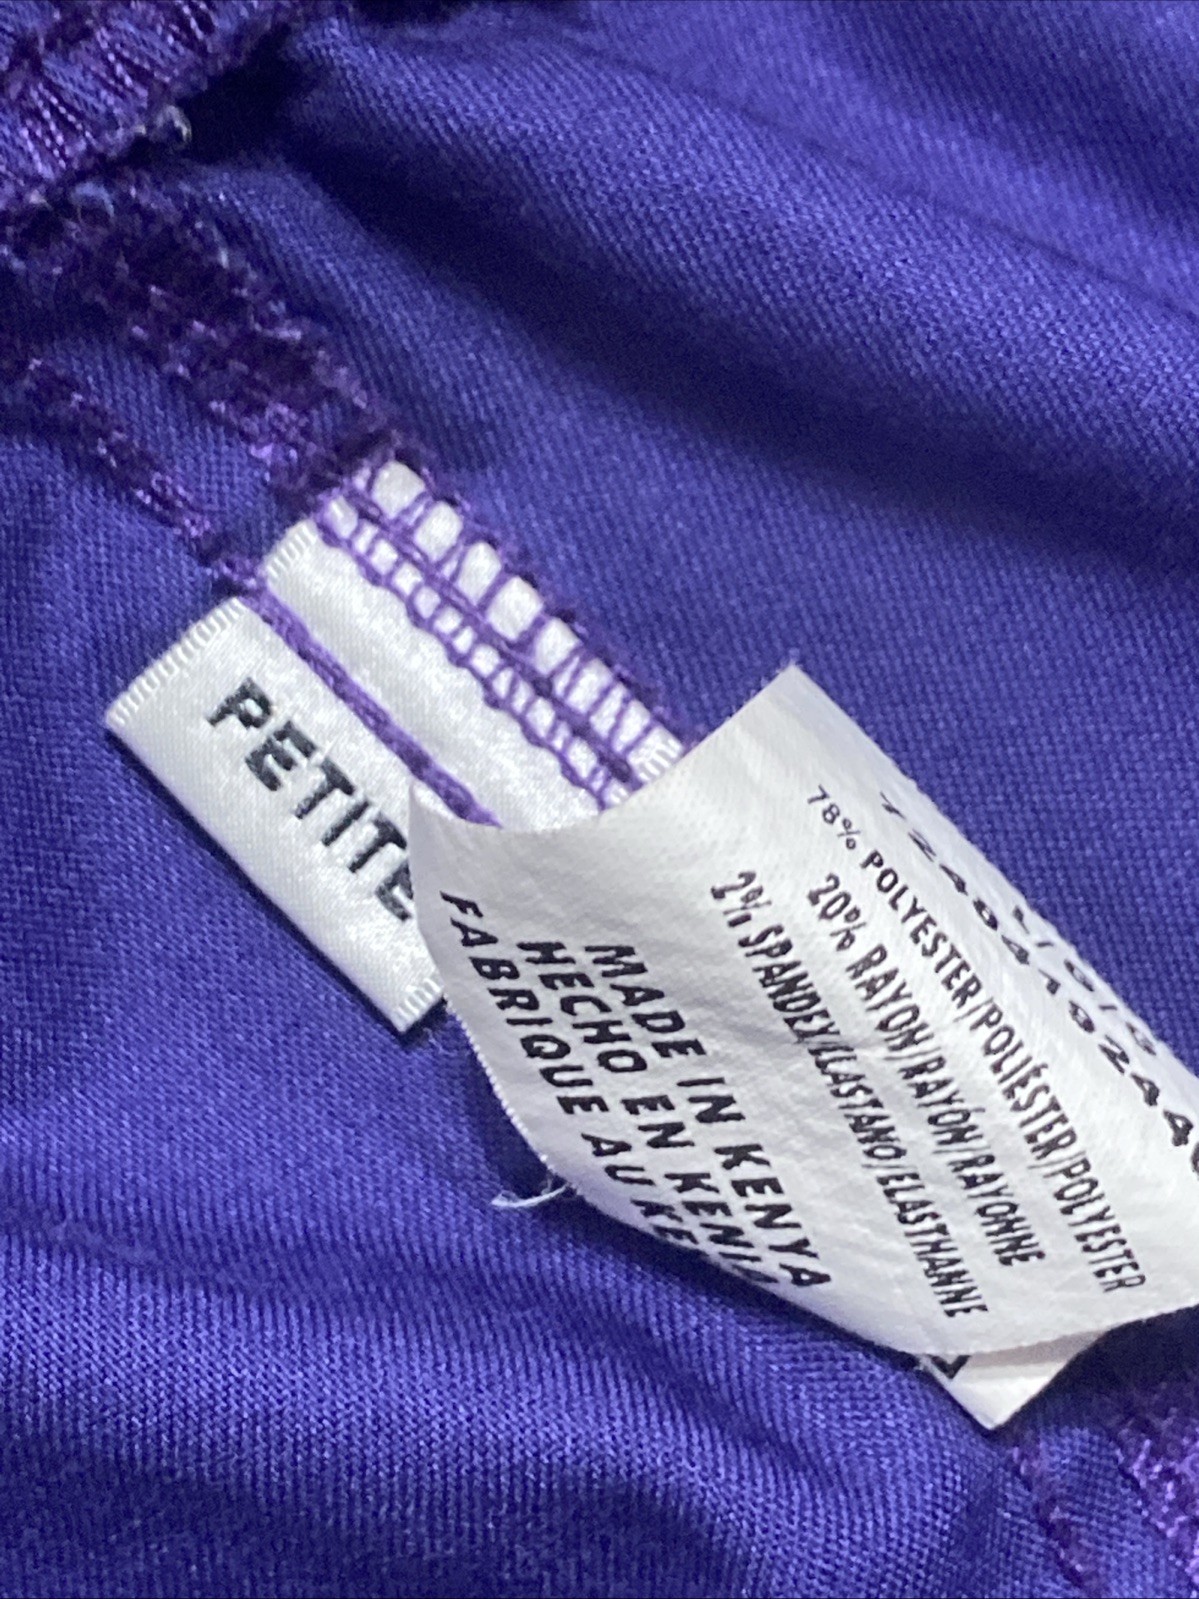 PETITE
78% POLYESTER/POLIÉSTER/POLYESTER
20% RAYON/RAYÓN/RAYONNE
2% SPANDEX/ELASTANO/ELASTHANNE
MADE IN KENYA
HECHO EN KENIA
FABRIQUE AU